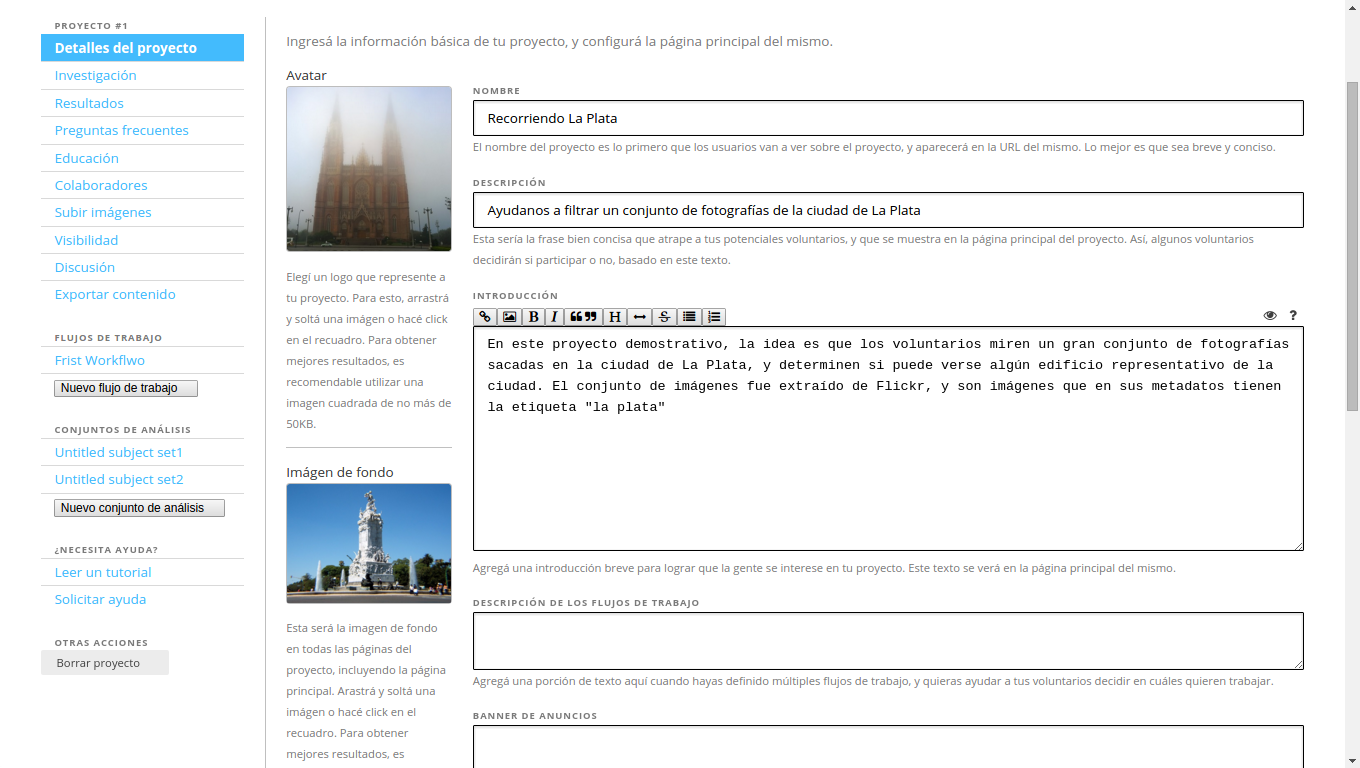 PROYECTO #1
Detalles del proyecto
Investigación
Resultados
Preguntas frecuentes
Educación
Colaboradores
Subir imágenes
Visibilidad
Discusión
Exportar contenido
FLUJOS DE TRABAJO
Frist Workflwo
Nuevo flujo de trabajo
CONJUNTOS DE ANÁLISIS
Untitled subject set1
Untitled subject set2
Nuevo conjunto de análisis
¿NECESITA AYUDA?
Leer un tutorial
Solicitar ayuda
OTRAS ACCIONES
Borrar proyecto
Ingresá la información básica de tu proyecto, y configurá la página principal del mismo.
Avatar
Elegí un logo que represente a
tu proyecto. Para esto, arrastrá
y soltá una imágen o hacé click
en el recuadro. Para obtener
mejores resultados, es
recomendable utilizar una
imagen cuadrada de no más de
50KB.
Imágen de fondo
Esta será la imagen de fondo
en todas las páginas del
proyecto, incluyendo la página
principal. Arastrá y soltá una
imágen o hacé click en el
recuadro. Para obtener
mejores resultados, es
NOMBRE
Recorriendo La Plata
El nombre del proyecto es lo primero que los usuarios van a ver sobre el proyecto, y aparecerá en la URL del mismo. Lo mejor es que sea breve y conciso.
DESCRIPCIÓN
Ayudanos a filtrar un conjunto de fotografías de la ciudad de La Plata
Esta sería la frase bien concisa que atrape a tus potenciales voluntarios, y que se muestra en la página principal del proyecto. Así, algunos voluntarios
decidirán si participar o no, basado en este texto.
INTRODUCCIÓN
B I H S ?
En este proyecto demostrativo, la idea es que los voluntarios miren un gran conjunto de fotografías
sacadas en la ciudad de La Plata, y determinen si puede verse algún edificio representativo de la
ciudad. El conjunto de imágenes fue extraído de Flickr, y son imágenes que en sus metadatos tienen
la etiqueta "la plata"
Agregá una introducción breve para lograr que la gente se interese en tu proyecto. Este texto se verá en la página principal del mismo.
DESCRIPCIÓN DE LOS FLUJOS DE TRABAJO
Agregá una porción de texto aquí cuando hayas definido múltiples flujos de trabajo, y quieras ayudar a tus voluntarios decidir en cuáles quieren trabajar.
BANNER DE ANUNCIOS